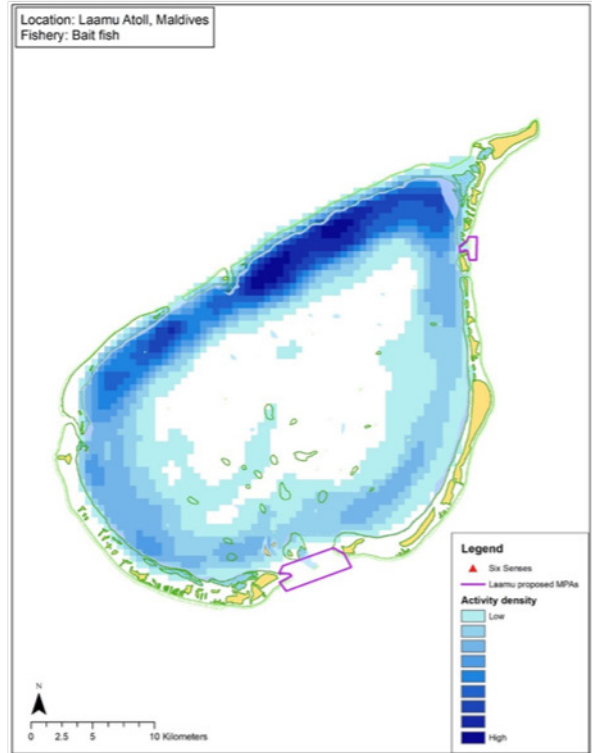 Location: Laamu Atoll, Maldives
Fishery: Bait fish
Legend
Six Senses
Laamu proposed MPAs
Activity density
Low
High
N
0 2.5 5 10 Kilometers